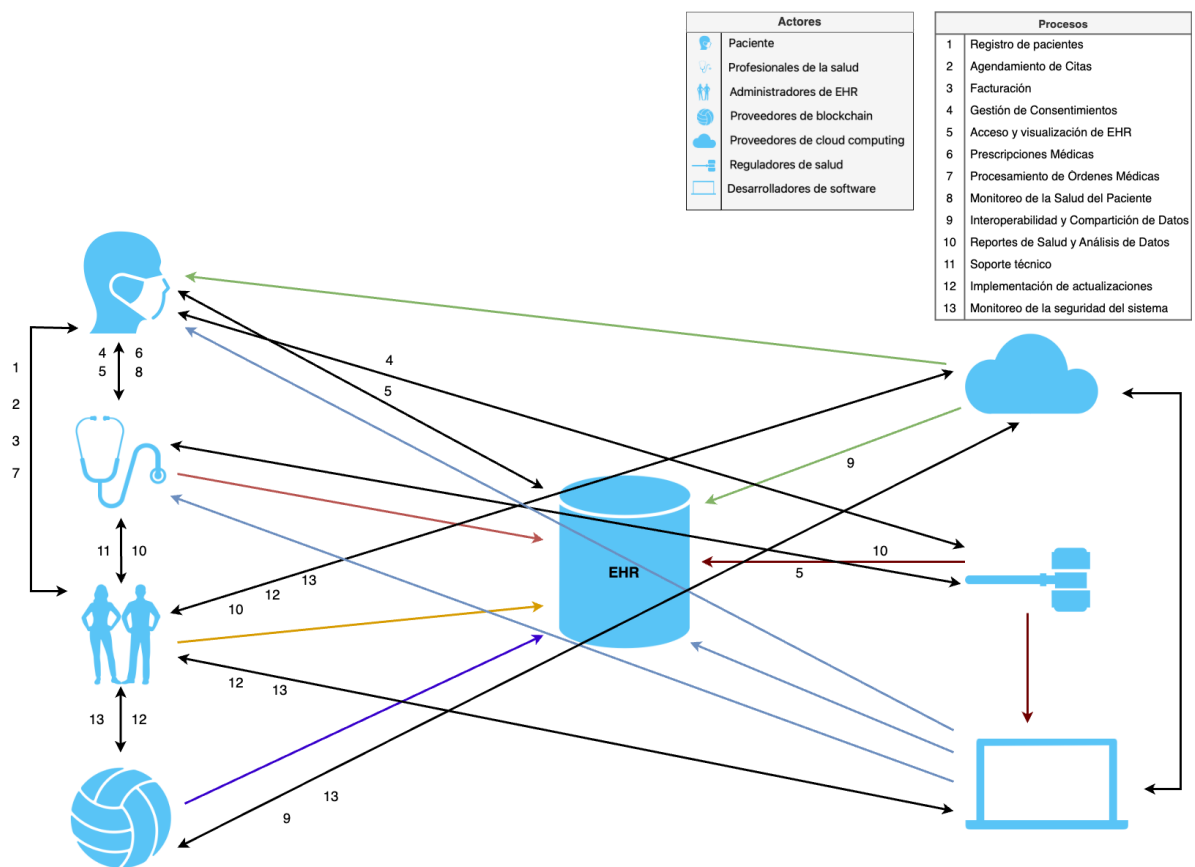 Actores
Paciente
Profesionales de la salud
Administradores de EHR
Proveedores de blockchain
Proveedores de cloud computing
Reguladores de salud
Desarrolladores de software
Procesos
1 Registro de pacientes
2 Agendamiento de Citas
3 Facturación
4 Gestión de Consentimientos
5 Acceso y visualización de EHR
6 Prescripciones Médicas
7 Procesamiento de Órdenes Médicas
8 Monitoreo de la Salud del Paciente
9 Interoperabilidad y Compartición de Datos
10 Reportes de Salud y Análisis de Datos
11 Soporte técnico
12 Implementación de actualizaciones
13 Monitoreo de la seguridad del sistema
4 6
5 8
1
2
3
7
4
5
9
11 10
EHR
10
5
10 12 13
12 13
13 12
13
9